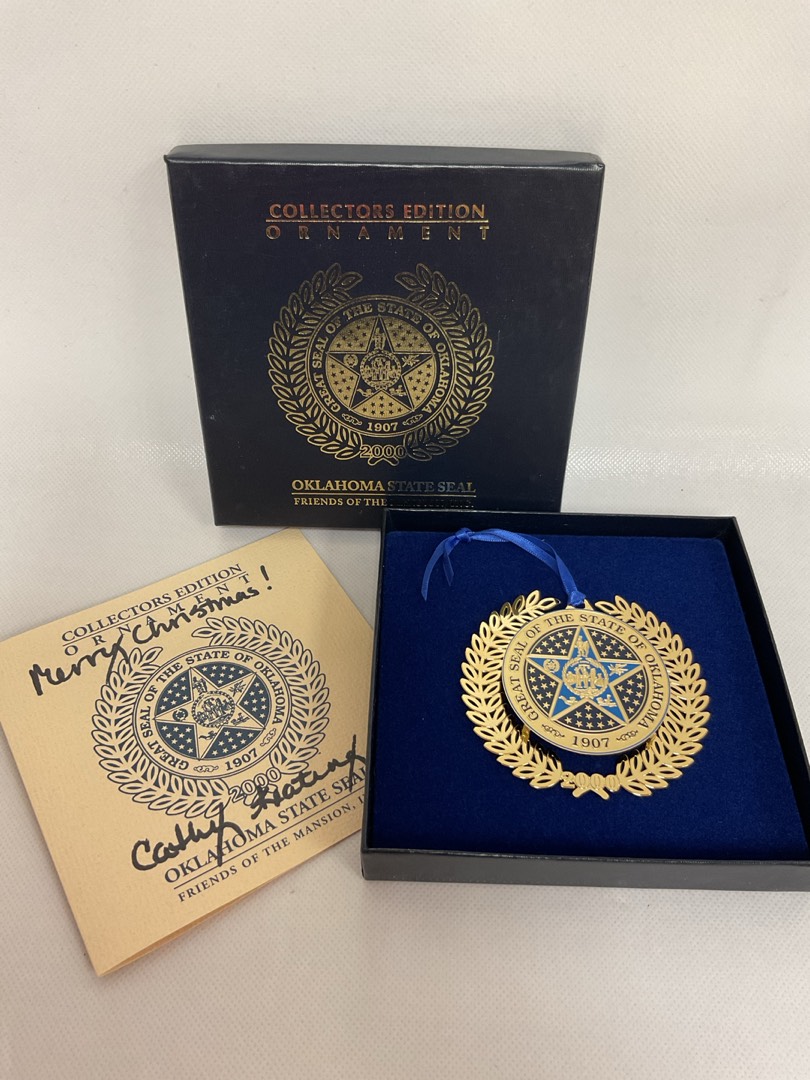 COLLECTORS EDITION
ORNAMENT
GREAT SEAL OF THE STATE OF OKLAHOMA
1907
2000
OKLAHOMA STATE SEAL
FRIENDS OF THE
COLLECTORS EDITION
ORNAMENT
Merry Christmas!
GREAT SEAL OF THE STATE OF OKLAHOMA
1907
2000
Cathy Keating
OKLAHOMA STATE SEAL
FRIENDS OF THE MANSION,
GREAT SEAL OF THE STATE OF OKLAHOMA
1907
2000